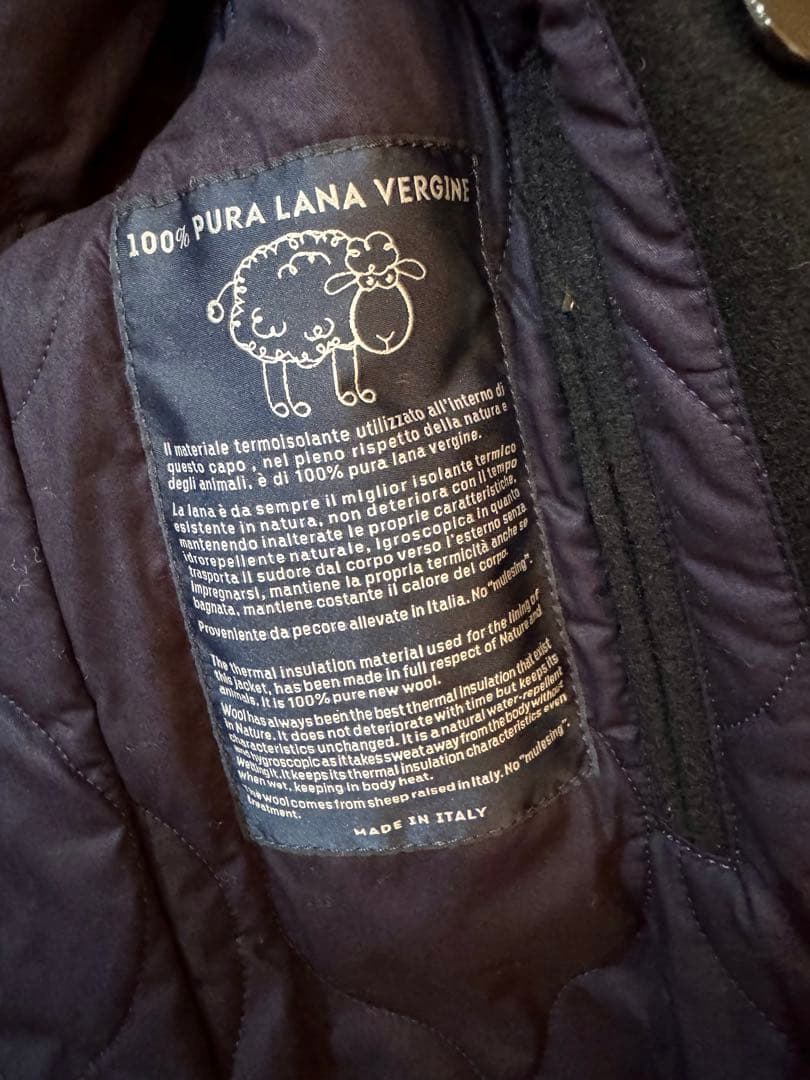 100% PURA LANA VERGINE
Il materiale termoisolante utilizzato all'interno di
questo capo , nel pleno rispetto della natura e
degli animali, è di 100% pura lana vergine.
La lana è da sempre il miglior isolante termico
esistente in natura, non deteriora con il tempo
mantenendo inalterate le proprie caratteristiche,
idrorepellente naturale, igroscopica in quanto
trasporta il sudore dal corpo verso l'esterno senza
impregnarsi, mantiene la propria termicità anche se
bagnata, mantiene costante il calore del corpo.
Proveniente da pecore allevate in Italia. No "mulesing".
The thermal insulation material used for the lining of
this jacket, has been made in full respect of Nature and
animals. It is 100% pure new wool.
Wool has always been the best thermal insulation that exist
in Nature. It does not deteriorate with time but keeps its
characteristics unchanged. It is a natural water-repellent
and hygroscopic as it takes sweat away from the body without
wetting it. It keeps its thermal insulation characteristics even
when wet, keeping in body heat.
The wool comes from sheep raised in Italy. No "mulesing".
treatment.
MADE IN ITALY